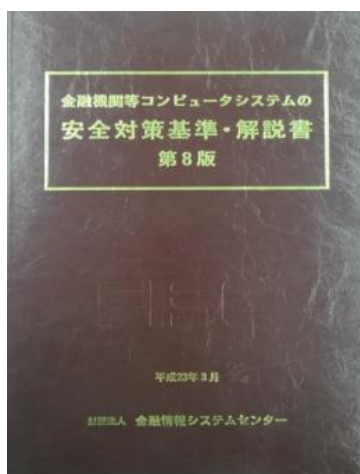 金融機関等コンピュータシステムの
安全対策基準・解説書
第8版
FISC
平成23年3月
財団法人 金融情報システムセンター